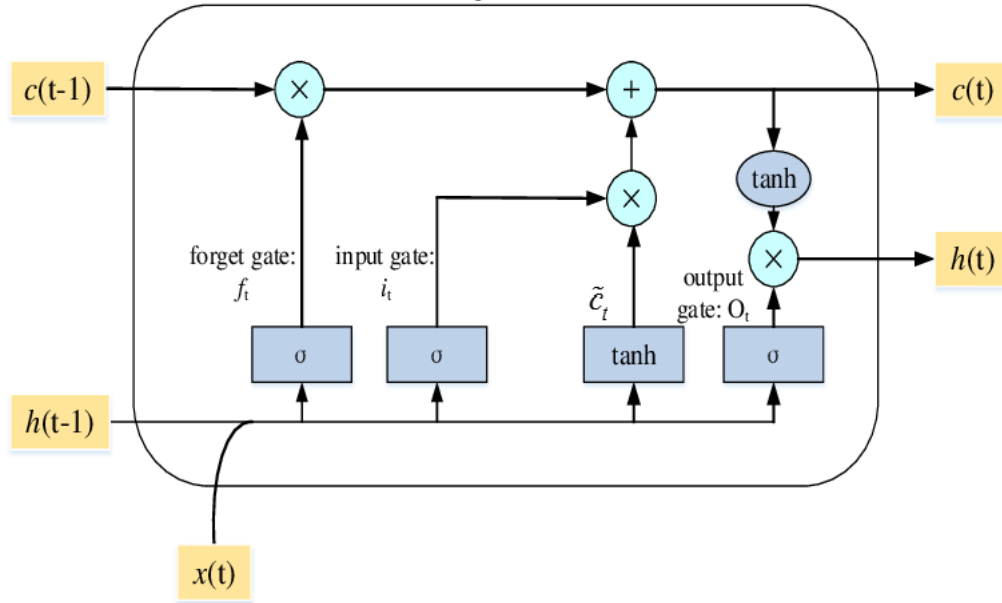 c(t-1)
×
+
c(t)
tanh
×
forget gate:
fₜ
input gate:
iₜ
×
h(t)
output
gate: Oₜ
c̃ₜ
σ
σ
tanh
σ
h(t-1)
x(t)